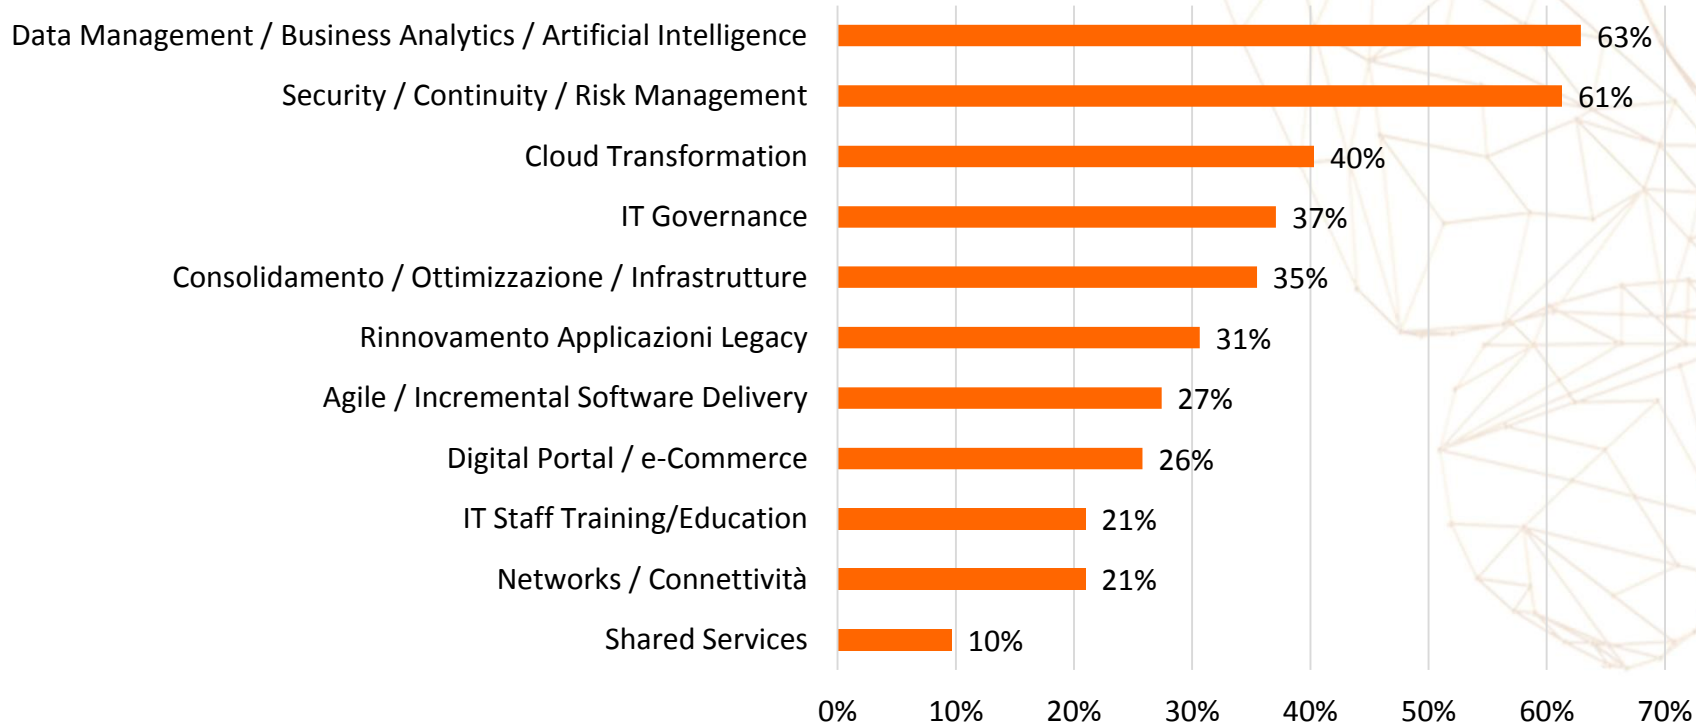 Data Management / Business Analytics / Artificial Intelligence 63%
Security / Continuity / Risk Management 61%
Cloud Transformation 40%
IT Governance 37%
Consolidamento / Ottimizzazione / Infrastrutture 35%
Rinnovamento Applicazioni Legacy 31%
Agile / Incremental Software Delivery 27%
Digital Portal / e-Commerce 26%
IT Staff Training/Education 21%
Networks / Connettività 21%
Shared Services 10%
0% 10% 20% 30% 40% 50% 60% 70%